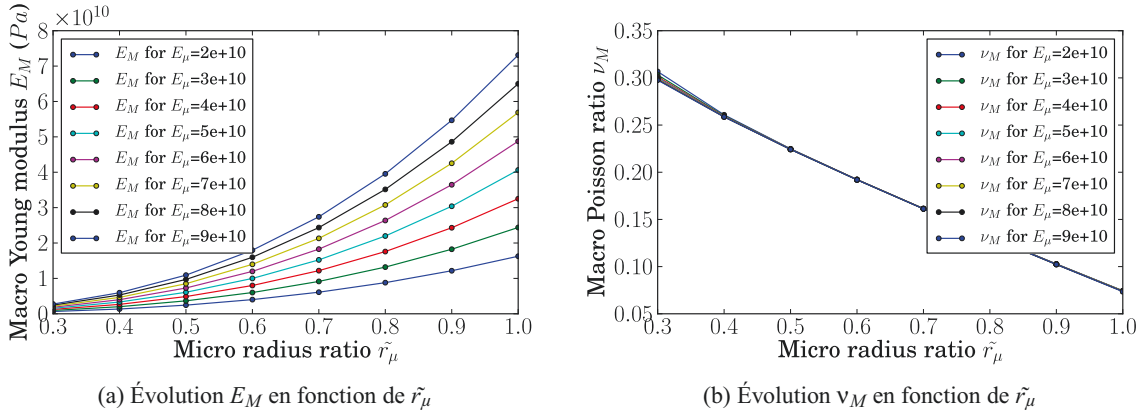 ×10¹⁰
8
7
6
5
4
3
2
1
0
Macro Young modulus E_M (Pa)
E_M for E_μ=2e+10
E_M for E_μ=3e+10
E_M for E_μ=4e+10
E_M for E_μ=5e+10
E_M for E_μ=6e+10
E_M for E_μ=7e+10
E_M for E_μ=8e+10
E_M for E_μ=9e+10
0.3 0.4 0.5 0.6 0.7 0.8 0.9 1.0
Micro radius ratio r̃_μ
(a) Évolution E_M en fonction de r̃_μ
0.30
0.25
0.20
0.15
0.10
0.05
Macro Poisson ratio ν_M
ν_M for E_μ=2e+10
ν_M for E_μ=3e+10
ν_M for E_μ=4e+10
ν_M for E_μ=5e+10
ν_M for E_μ=6e+10
ν_M for E_μ=7e+10
ν_M for E_μ=8e+10
ν_M for E_μ=9e+10
0.3 0.4 0.5 0.6 0.7 0.8 0.9 1.0
Micro radius ratio r̃_μ
(b) Évolution ν_M en fonction de r̃_μ